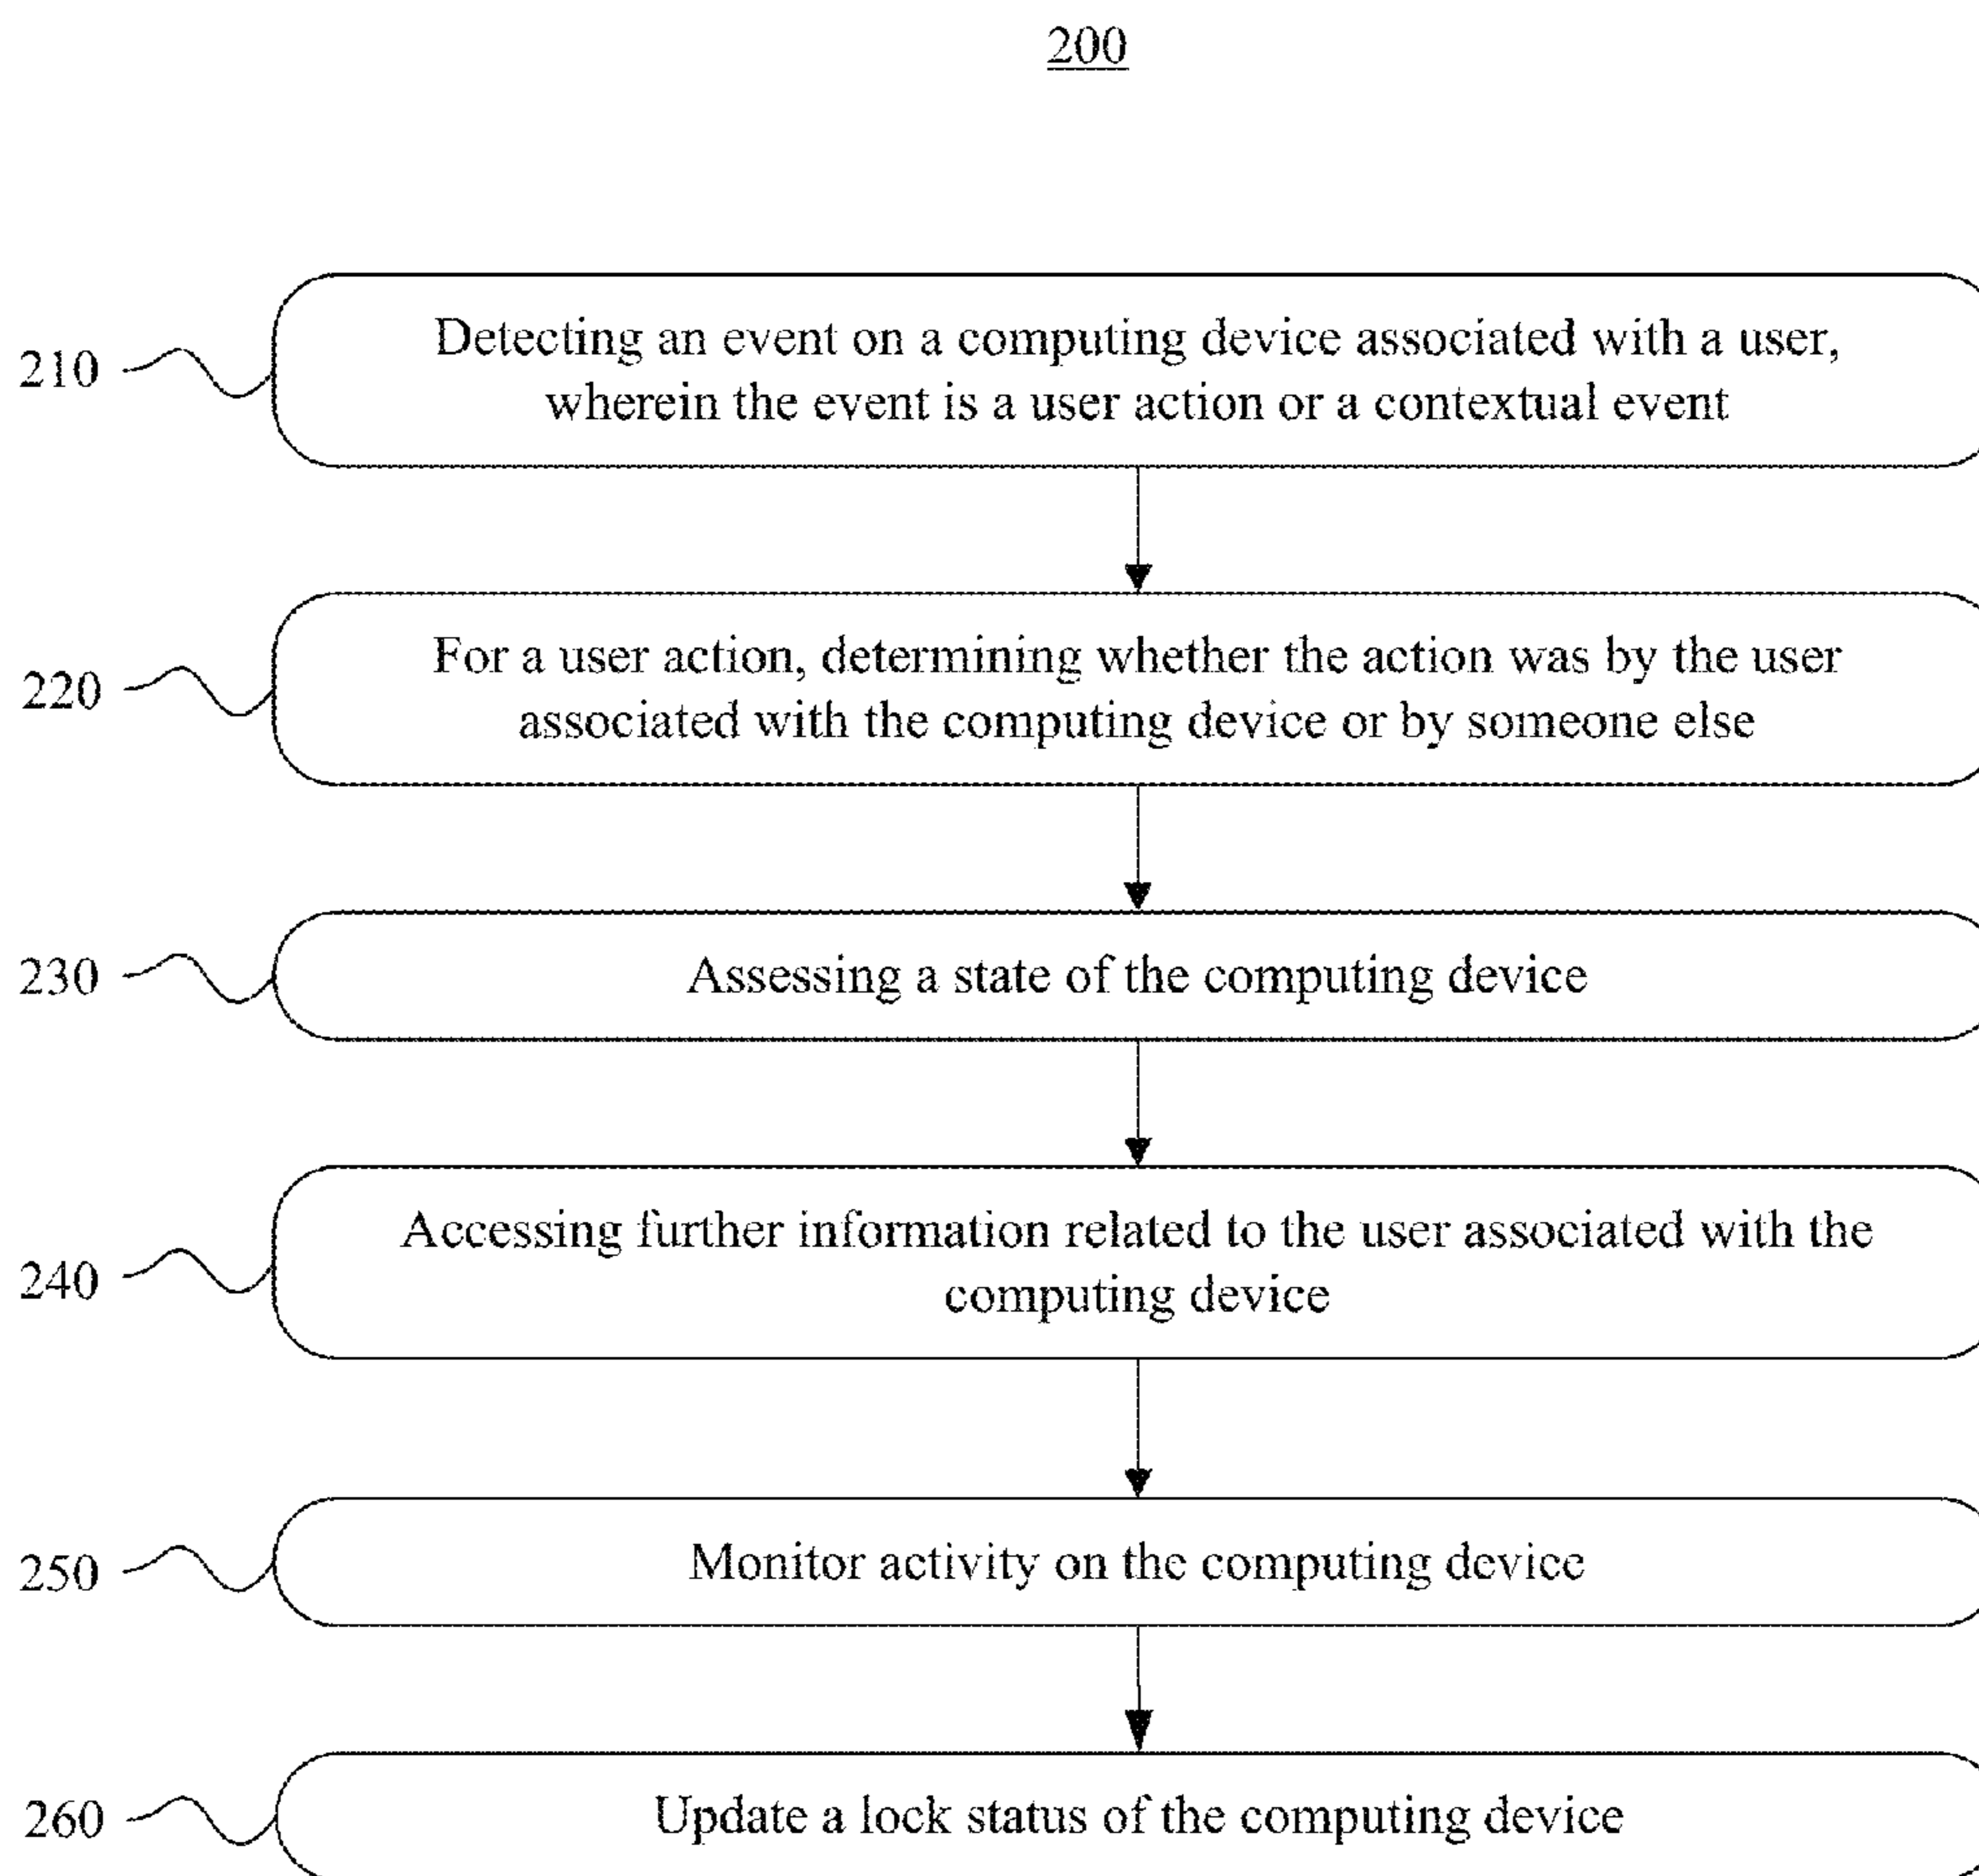 200
210
Detecting an event on a computing device associated with a user,
wherein the event is a user action or a contextual event
220
For a user action, determining whether the action was by the user
associated with the computing device or by someone else
230
Assessing a state of the computing device
240
Accessing further information related to the user associated with the
computing device
250
Monitor activity on the computing device
260
Update a lock status of the computing device